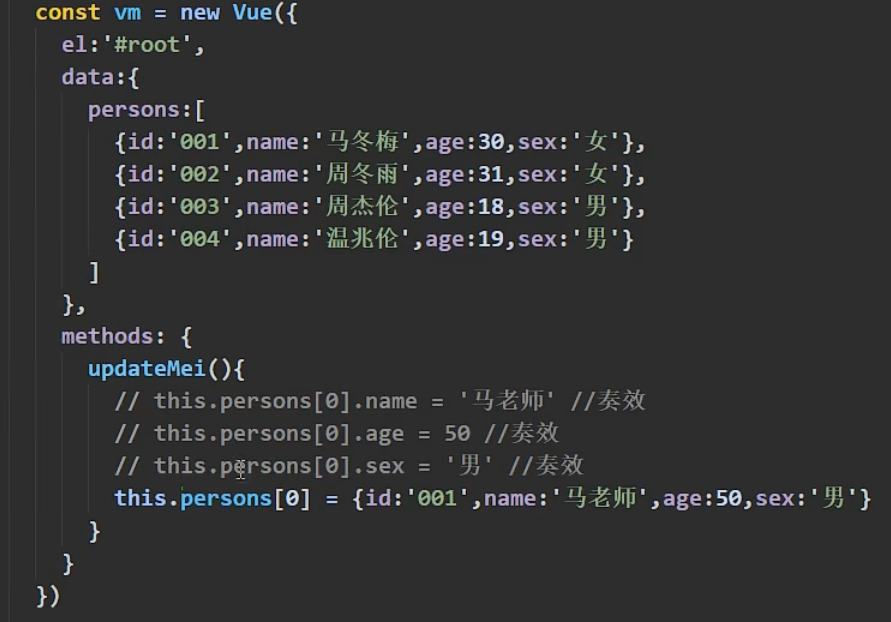 const vm = new Vue({
el:'#root',
data:{
persons:[
{id:'001',name:'马冬梅',age:30,sex:'女'},
{id:'002',name:'周冬雨',age:31,sex:'女'},
{id:'003',name:'周杰伦',age:18,sex:'男'},
{id:'004',name:'温兆伦',age:19,sex:'男'}
]
},
methods: {
updateMei(){
// this.persons[0].name = '马老师' //奏效
// this.persons[0].age = 50 //奏效
// this.persons[0].sex = '男' //奏效
this.persons[0] = {id:'001',name:'马老师',age:50,sex:'男'}
}
}
})